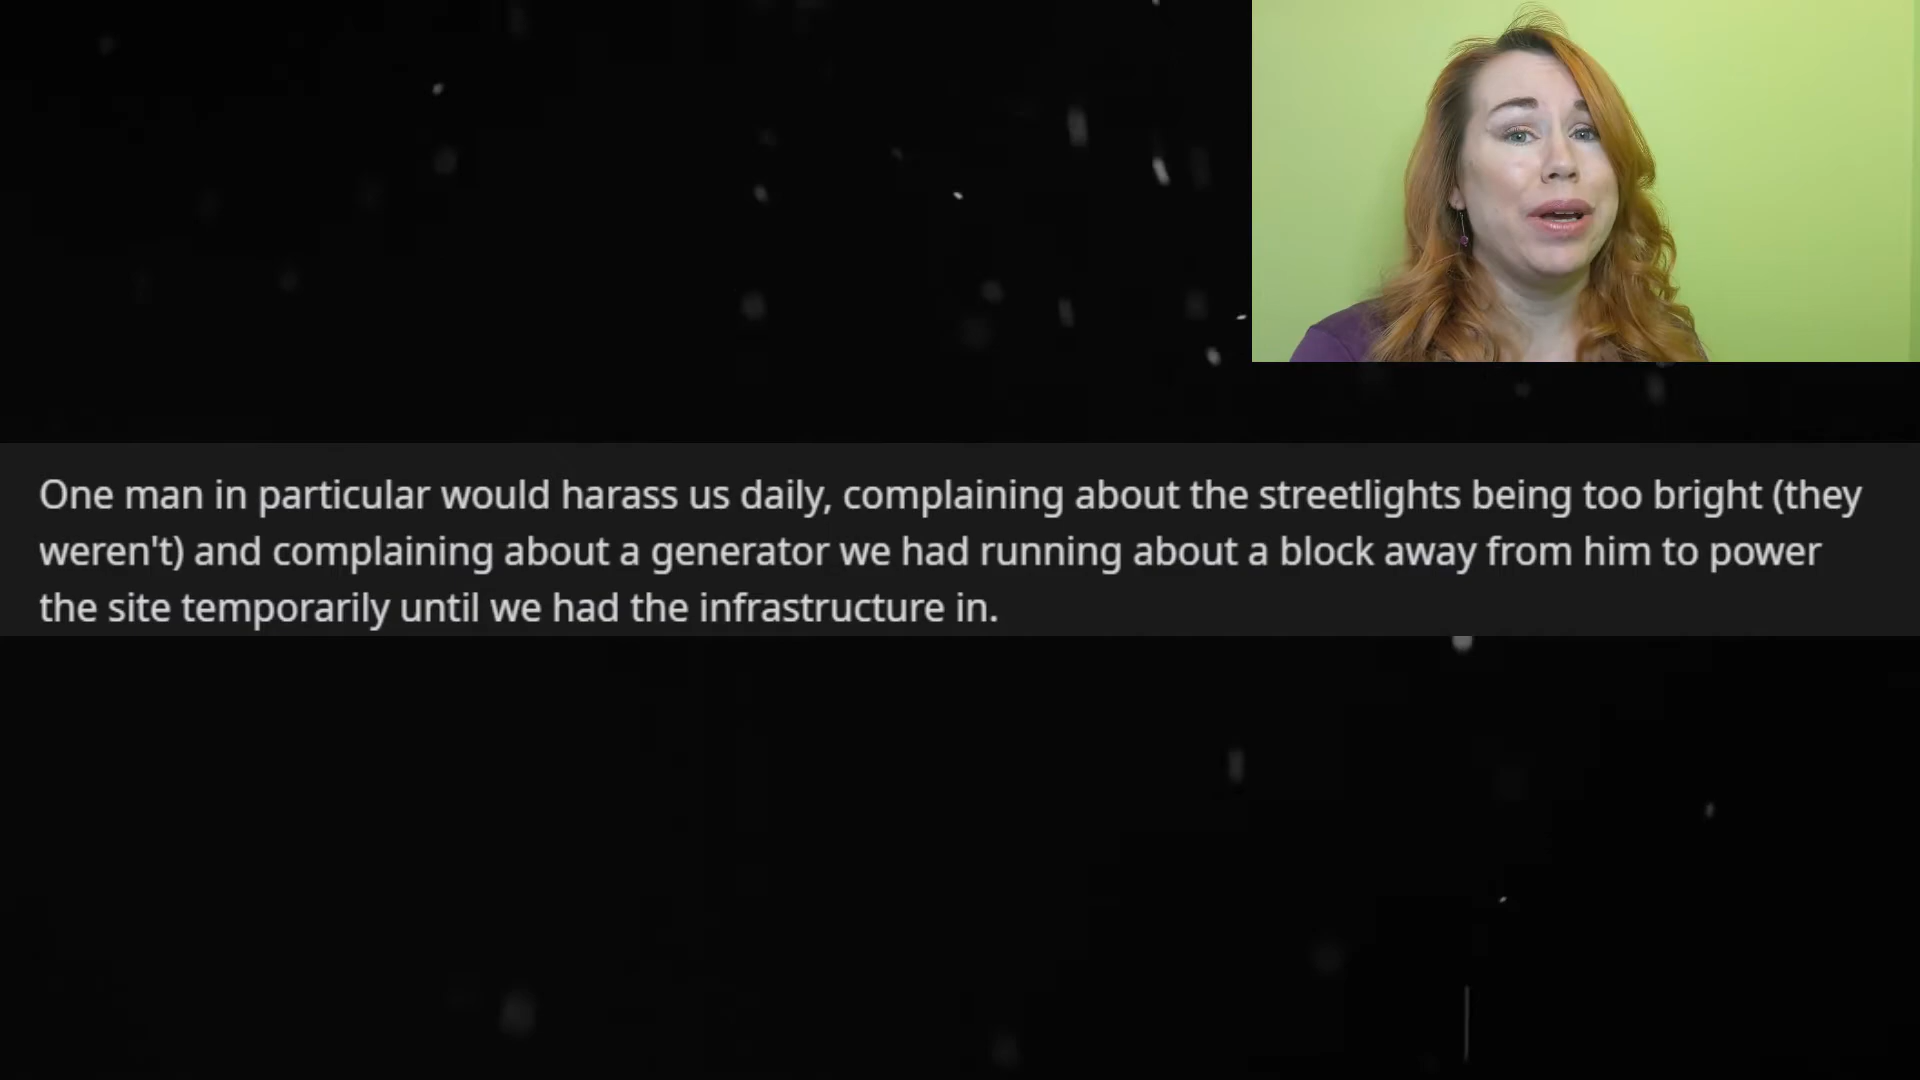 One man in particular would harass us daily, complaining about the streetlights being too bright (they
weren't) and complaining about a generator we had running about a block away from him to power
the site temporarily until we had the infrastructure in.